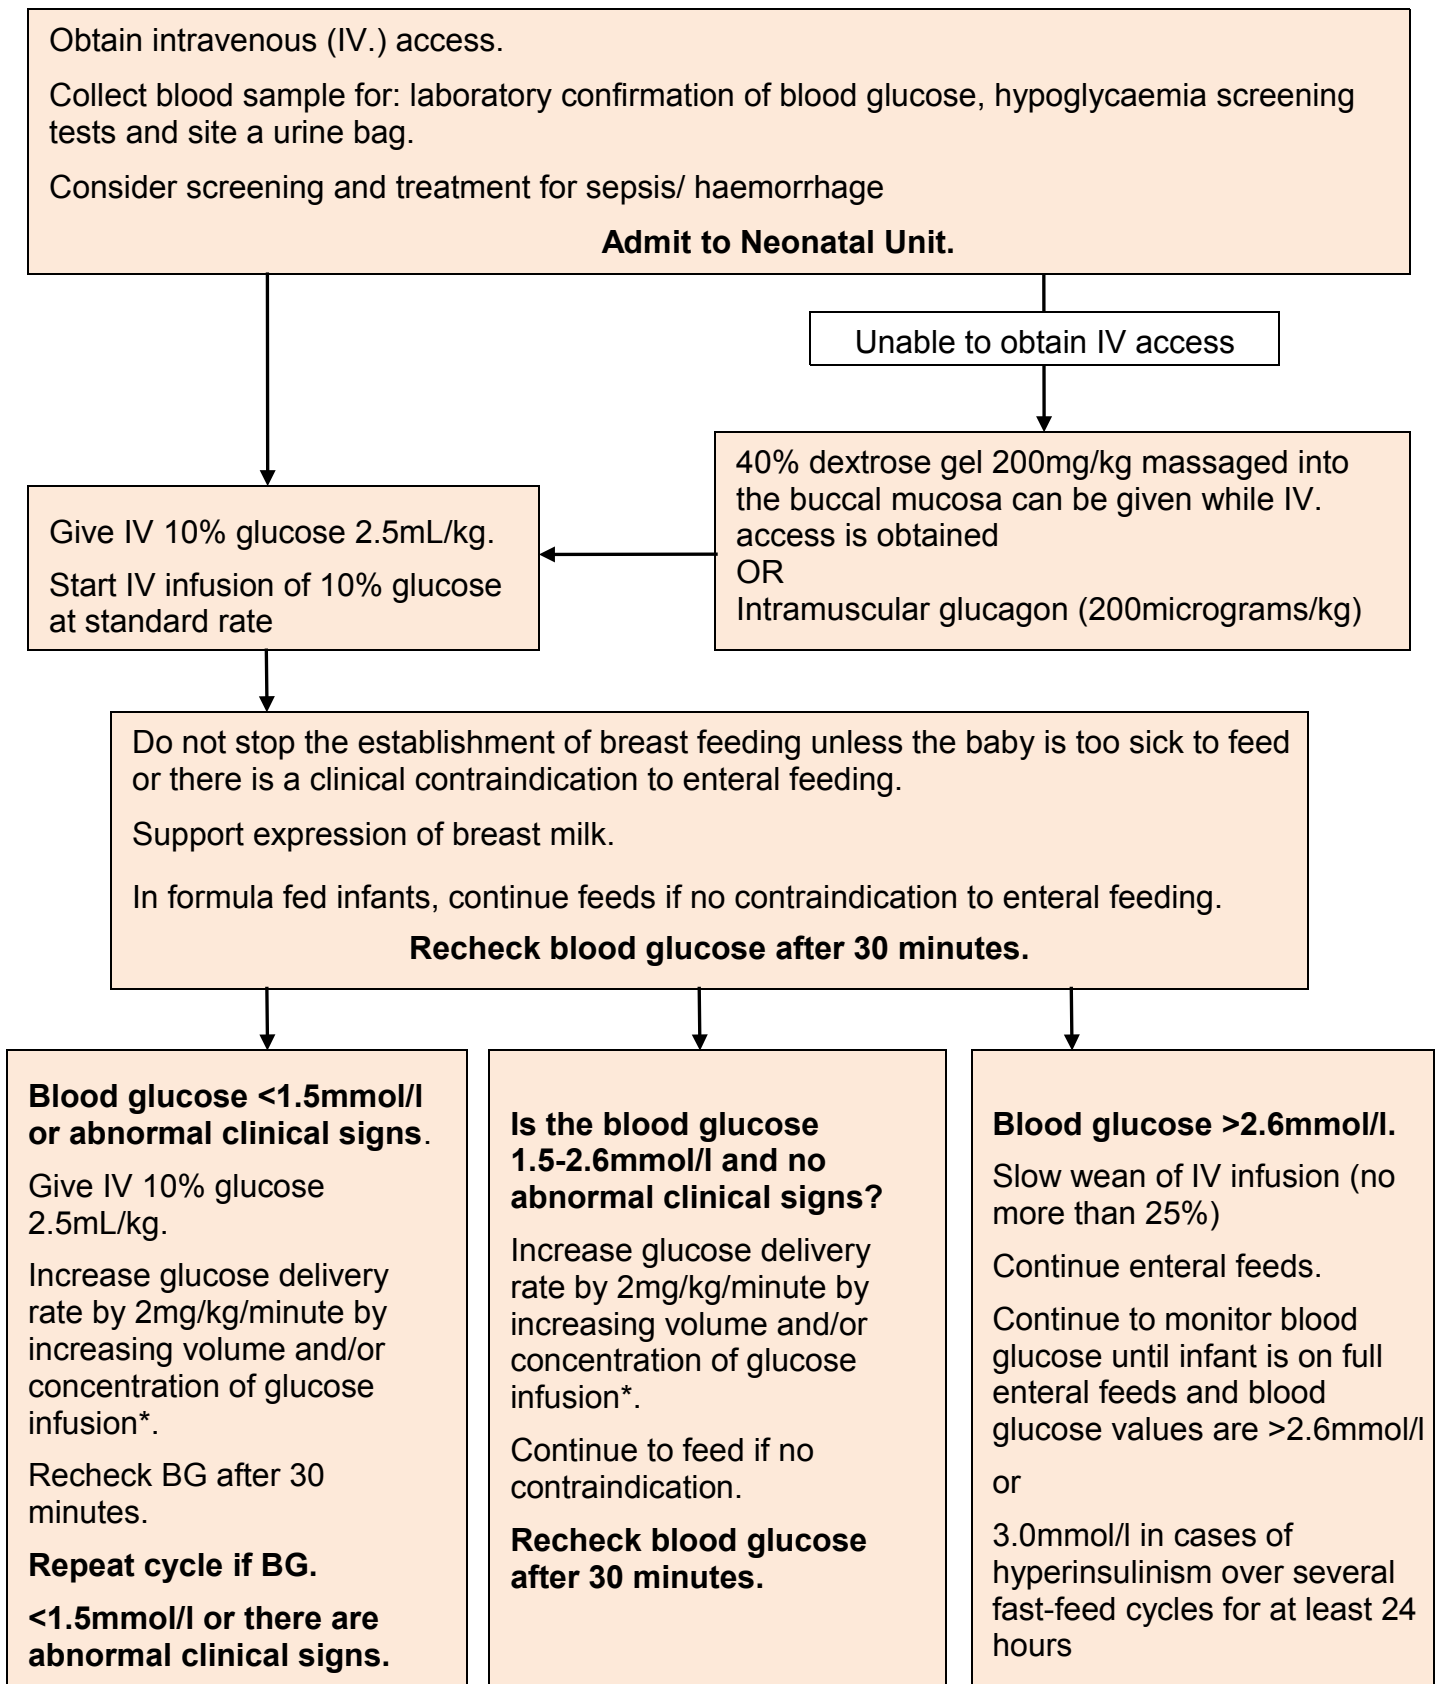 Obtain intravenous (IV.) access.
Collect blood sample for: laboratory confirmation of blood glucose, hypoglycaemia screening
tests and site a urine bag.
Consider screening and treatment for sepsis/ haemorrhage
Admit to Neonatal Unit.
Unable to obtain IV access
40% dextrose gel 200mg/kg massaged into
the buccal mucosa can be given while IV.
access is obtained
OR
Intramuscular glucagon (200micrograms/kg)
Give IV 10% glucose 2.5mL/kg.
Start IV infusion of 10% glucose
at standard rate
Do not stop the establishment of breast feeding unless the baby is too sick to feed
or there is a clinical contraindication to enteral feeding.
Support expression of breast milk.
In formula fed infants, continue feeds if no contraindication to enteral feeding.
Recheck blood glucose after 30 minutes.
Blood glucose <1.5mmol/l
or abnormal clinical signs.
Give IV 10% glucose
2.5mL/kg.
Increase glucose delivery
rate by 2mg/kg/minute by
increasing volume and/or
concentration of glucose
infusion*.
Recheck BG after 30
minutes.
Repeat cycle if BG.
<1.5mmol/l or there are
abnormal clinical signs.
Is the blood glucose
1.5-2.6mmol/l and no
abnormal clinical signs?
Increase glucose delivery
rate by 2mg/kg/minute by
increasing volume and/or
concentration of glucose
infusion*.
Continue to feed if no
contraindication.
Recheck blood glucose
after 30 minutes.
Blood glucose >2.6mmol/l.
Slow wean of IV infusion (no
more than 25%)
Continue enteral feeds.
Continue to monitor blood
glucose until infant is on full
enteral feeds and blood
glucose values are >2.6mmol/l
or
3.0mmol/l in cases of
hyperinsulinism over several
fast-feed cycles for at least 24
hours